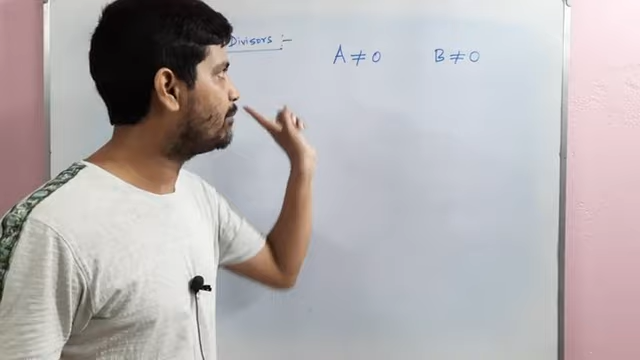 Divisors :-
A ≠ 0 B ≠ 0